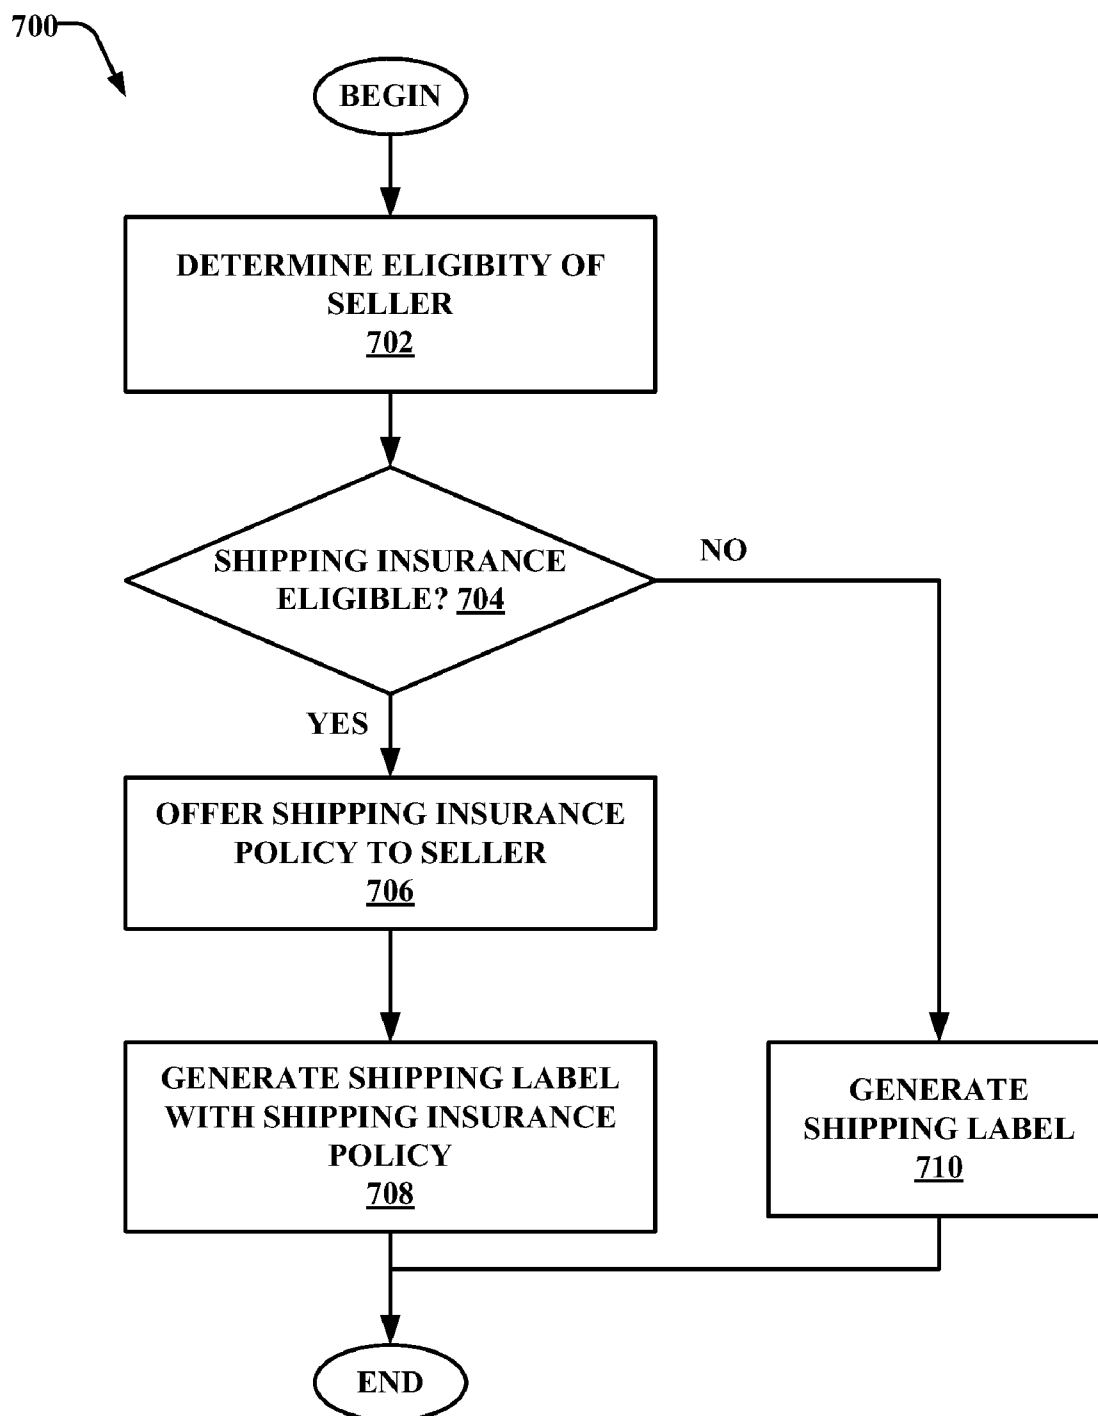 700
BEGIN
DETERMINE ELIGIBITY OF
SELLER
702
SHIPPING INSURANCE
ELIGIBLE? 704
NO
YES
OFFER SHIPPING INSURANCE
POLICY TO SELLER
706
GENERATE SHIPPING LABEL
WITH SHIPPING INSURANCE
POLICY
708
GENERATE
SHIPPING LABEL
710
END